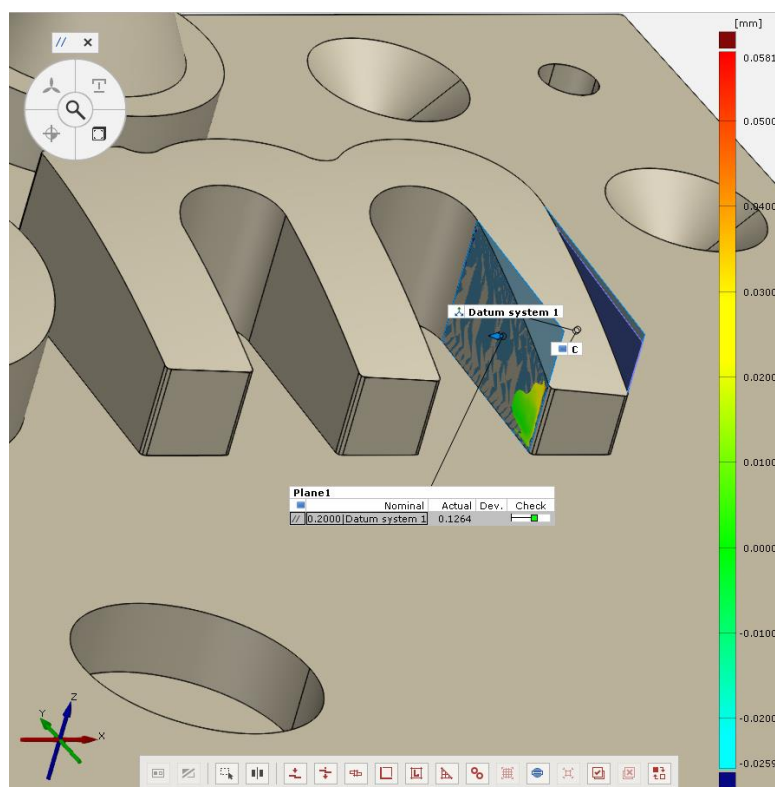 [mm]
0.0581
0.0500
0.0400
0.0300
0.0200
0.0100
0.0000
-0.0100
-0.0200
-0.0259
Datum system 1
C
Plane1
Nominal Actual Dev. Check
// 0.2000 Datum system 1 0.1264
Z
Y
X